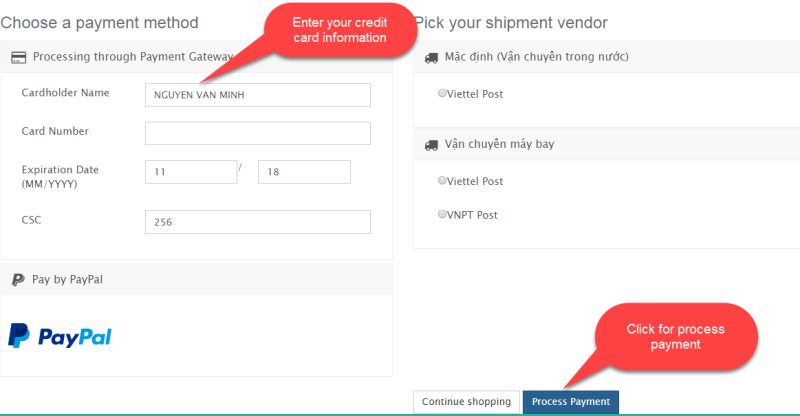 Choose a payment method
Enter your credit
card information
Processing through Payment Gateway
Cardholder Name
NGUYEN VAN MINH
Card Number
Expiration Date
(MM/YYYY)
11
/
18
CSC
256
Pay by PayPal
PayPal
Pick your shipment vendor
Mặc định (Vận chuyển trong nước)
Viettel Post
Vận chuyển máy bay
Viettel Post
VNPT Post
Click for process
payment
Continue shopping
Process Payment